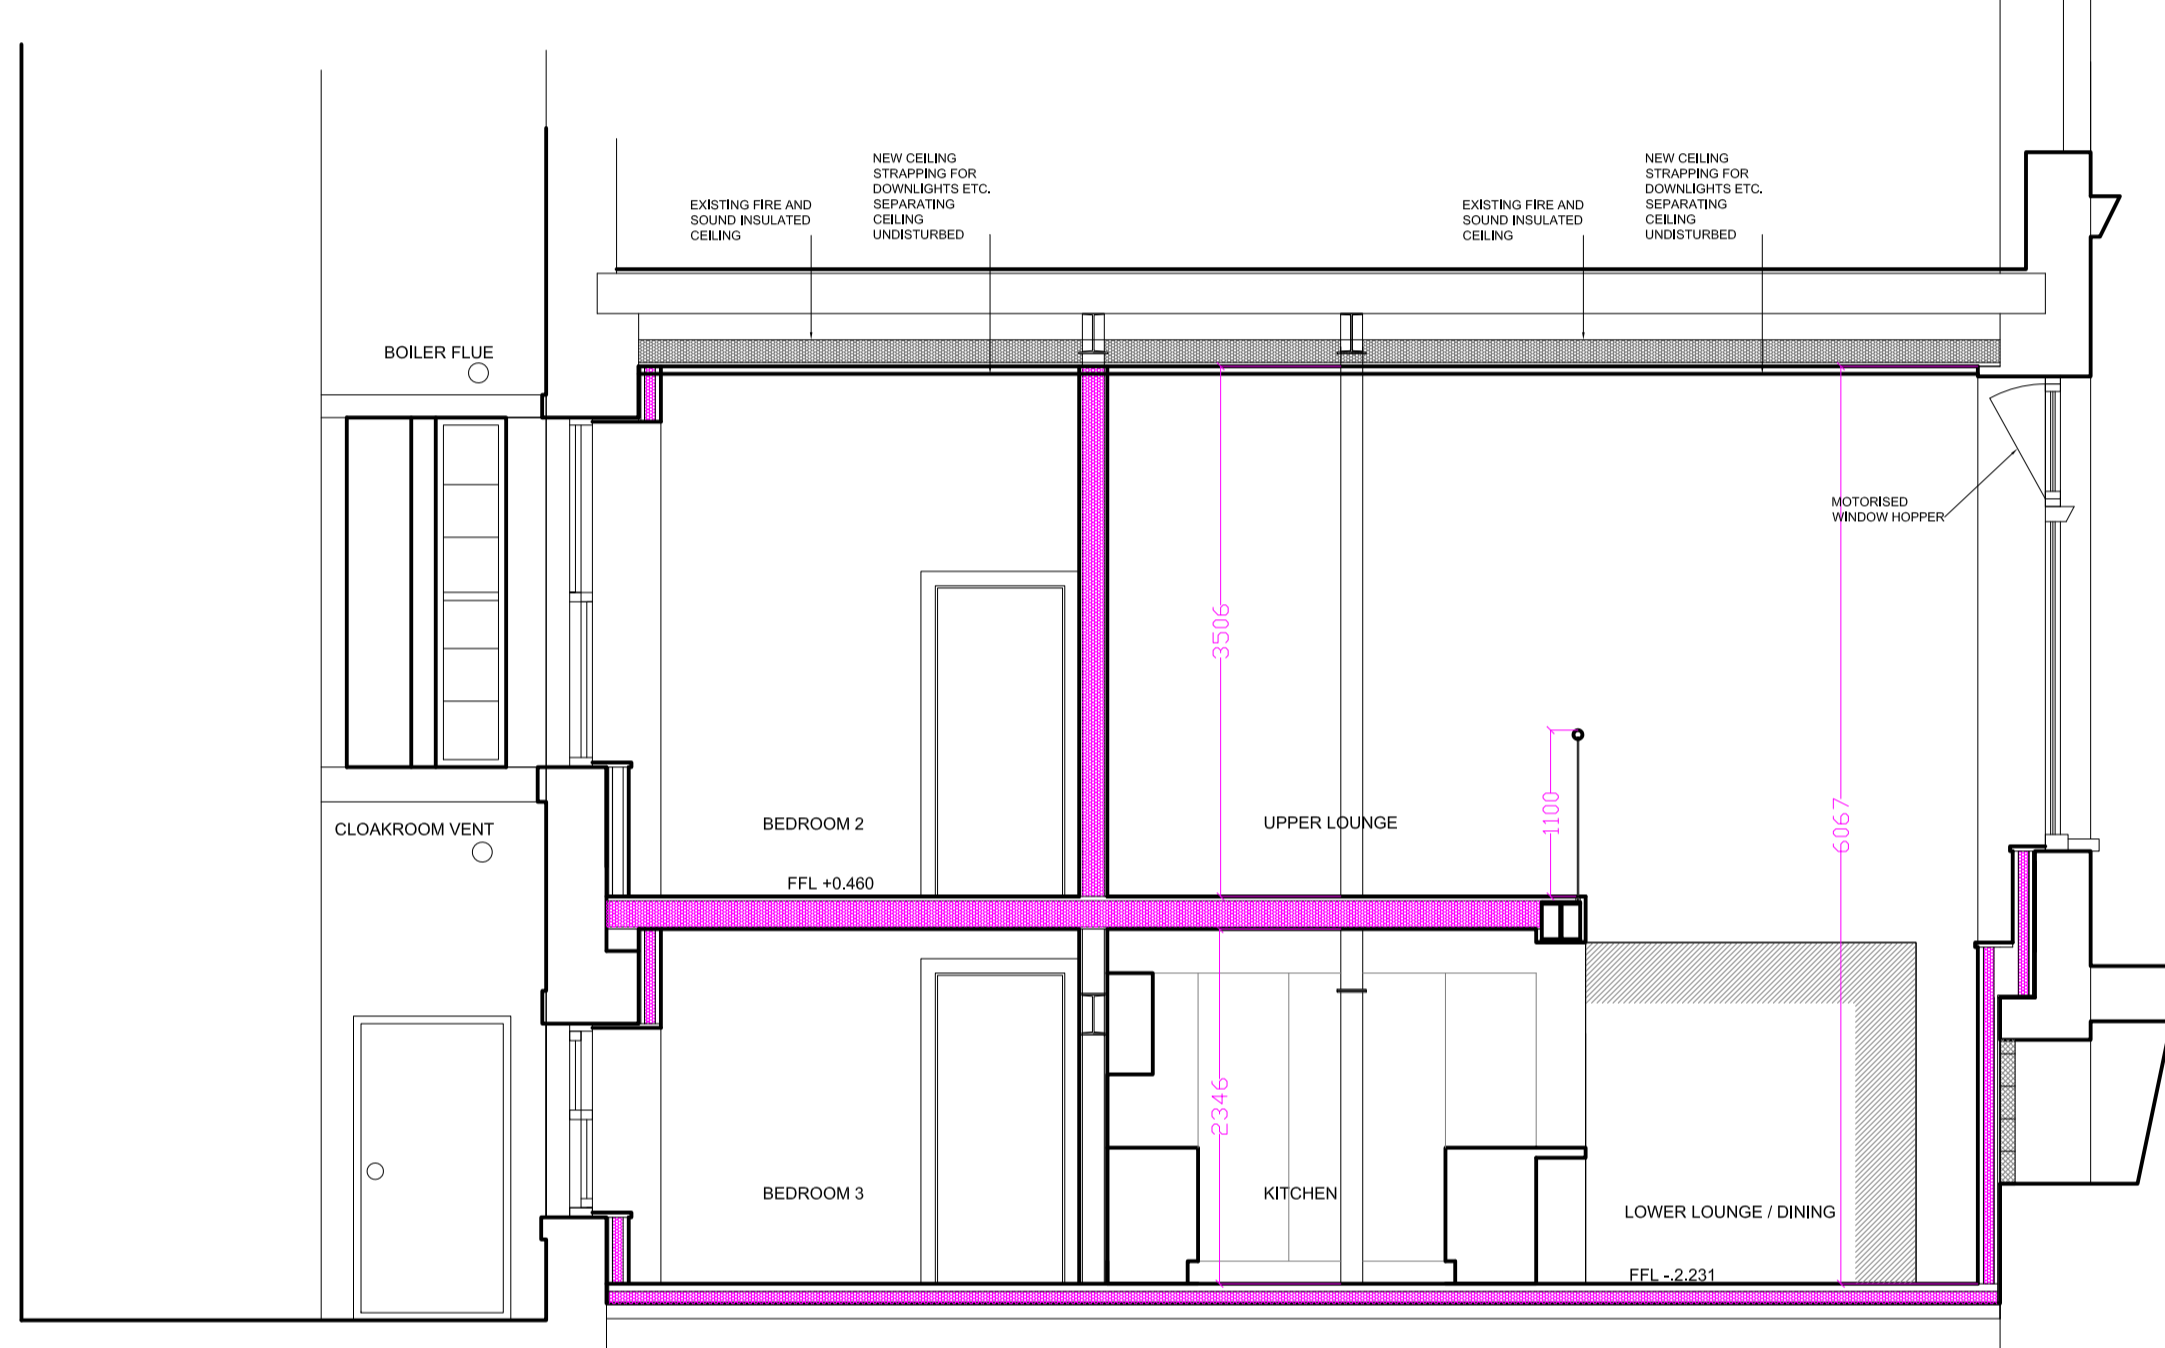 NEW CEILING
STRAPPING FOR
DOWNLIGHTS ETC.
SEPARATING
CEILING
UNDISTURBED
EXISTING FIRE AND
SOUND INSULATED
CEILING
NEW CEILING
STRAPPING FOR
DOWNLIGHTS ETC.
SEPARATING
CEILING
UNDISTURBED
EXISTING FIRE AND
SOUND INSULATED
CEILING
BOILER FLUE
MOTORISED
WINDOW HOPPER
3506
1100
6067
CLOAKROOM VENT
BEDROOM 2
UPPER LOUNGE
FFL +0.460
2346
BEDROOM 3
KITCHEN
LOWER LOUNGE / DINING
FFL -.2.231